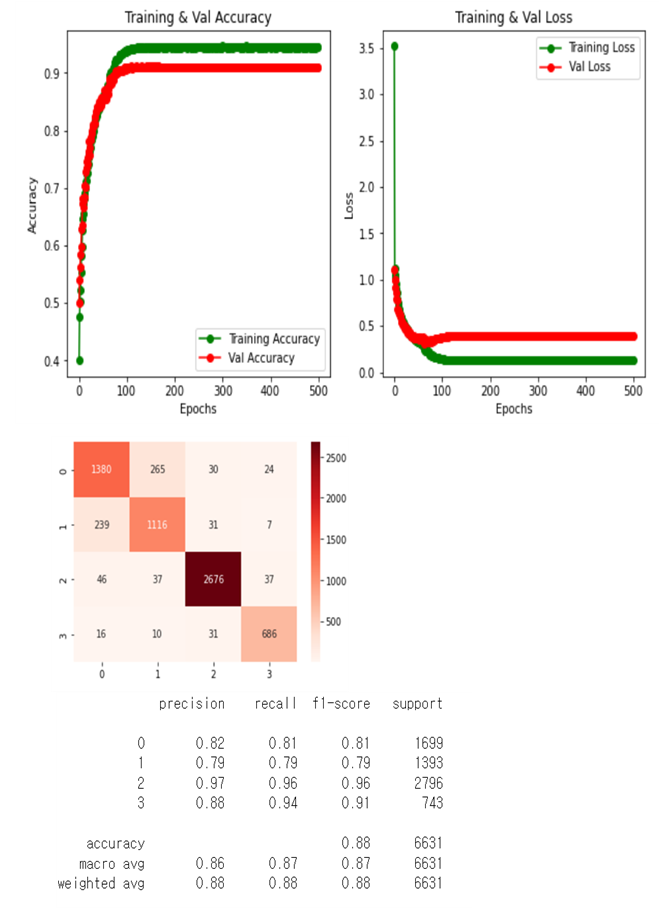 Training & Val Accuracy
0.9
0.8
0.7
0.6
0.5
0.4
Accuracy
Training Accuracy
Val Accuracy
0 100 200 300 400 500
Epochs
Training & Val Loss
3.5
3.0
2.5
2.0
1.5
1.0
0.5
0.0
Loss
Training Loss
Val Loss
0 100 200 300 400 500
Epochs
0 1380 265 30 24
1 239 1116 31 7
2 46 37 2676 37
3 16 10 31 686
0 1 2 3
2500
2000
1500
1000
500
precision recall f1-score support
0 0.82 0.81 0.81 1699
1 0.79 0.79 0.79 1393
2 0.97 0.96 0.96 2796
3 0.88 0.94 0.91 743
accuracy 0.88 6631
macro avg 0.86 0.87 0.87 6631
weighted avg 0.88 0.88 0.88 6631